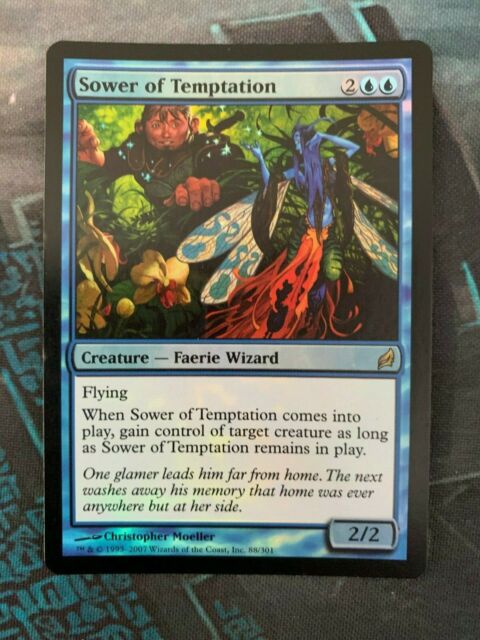 Sower of Temptation 2
Creature — Faerie Wizard
Flying
When Sower of Temptation comes into
play, gain control of target creature as long
as Sower of Temptation remains in play.
One glamer leads him far from home. The next
washes away his memory that home was ever
anywhere but at her side.
Christopher Moeller
2/2
™ & © 1993–2007 Wizards of the Coast, Inc. 88/301